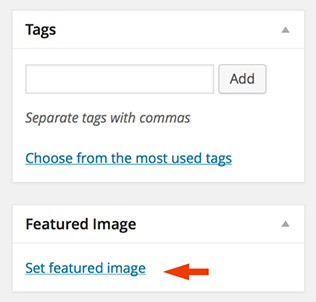 Tags
Add
Separate tags with commas
Choose from the most used tags
Featured Image
Set featured image